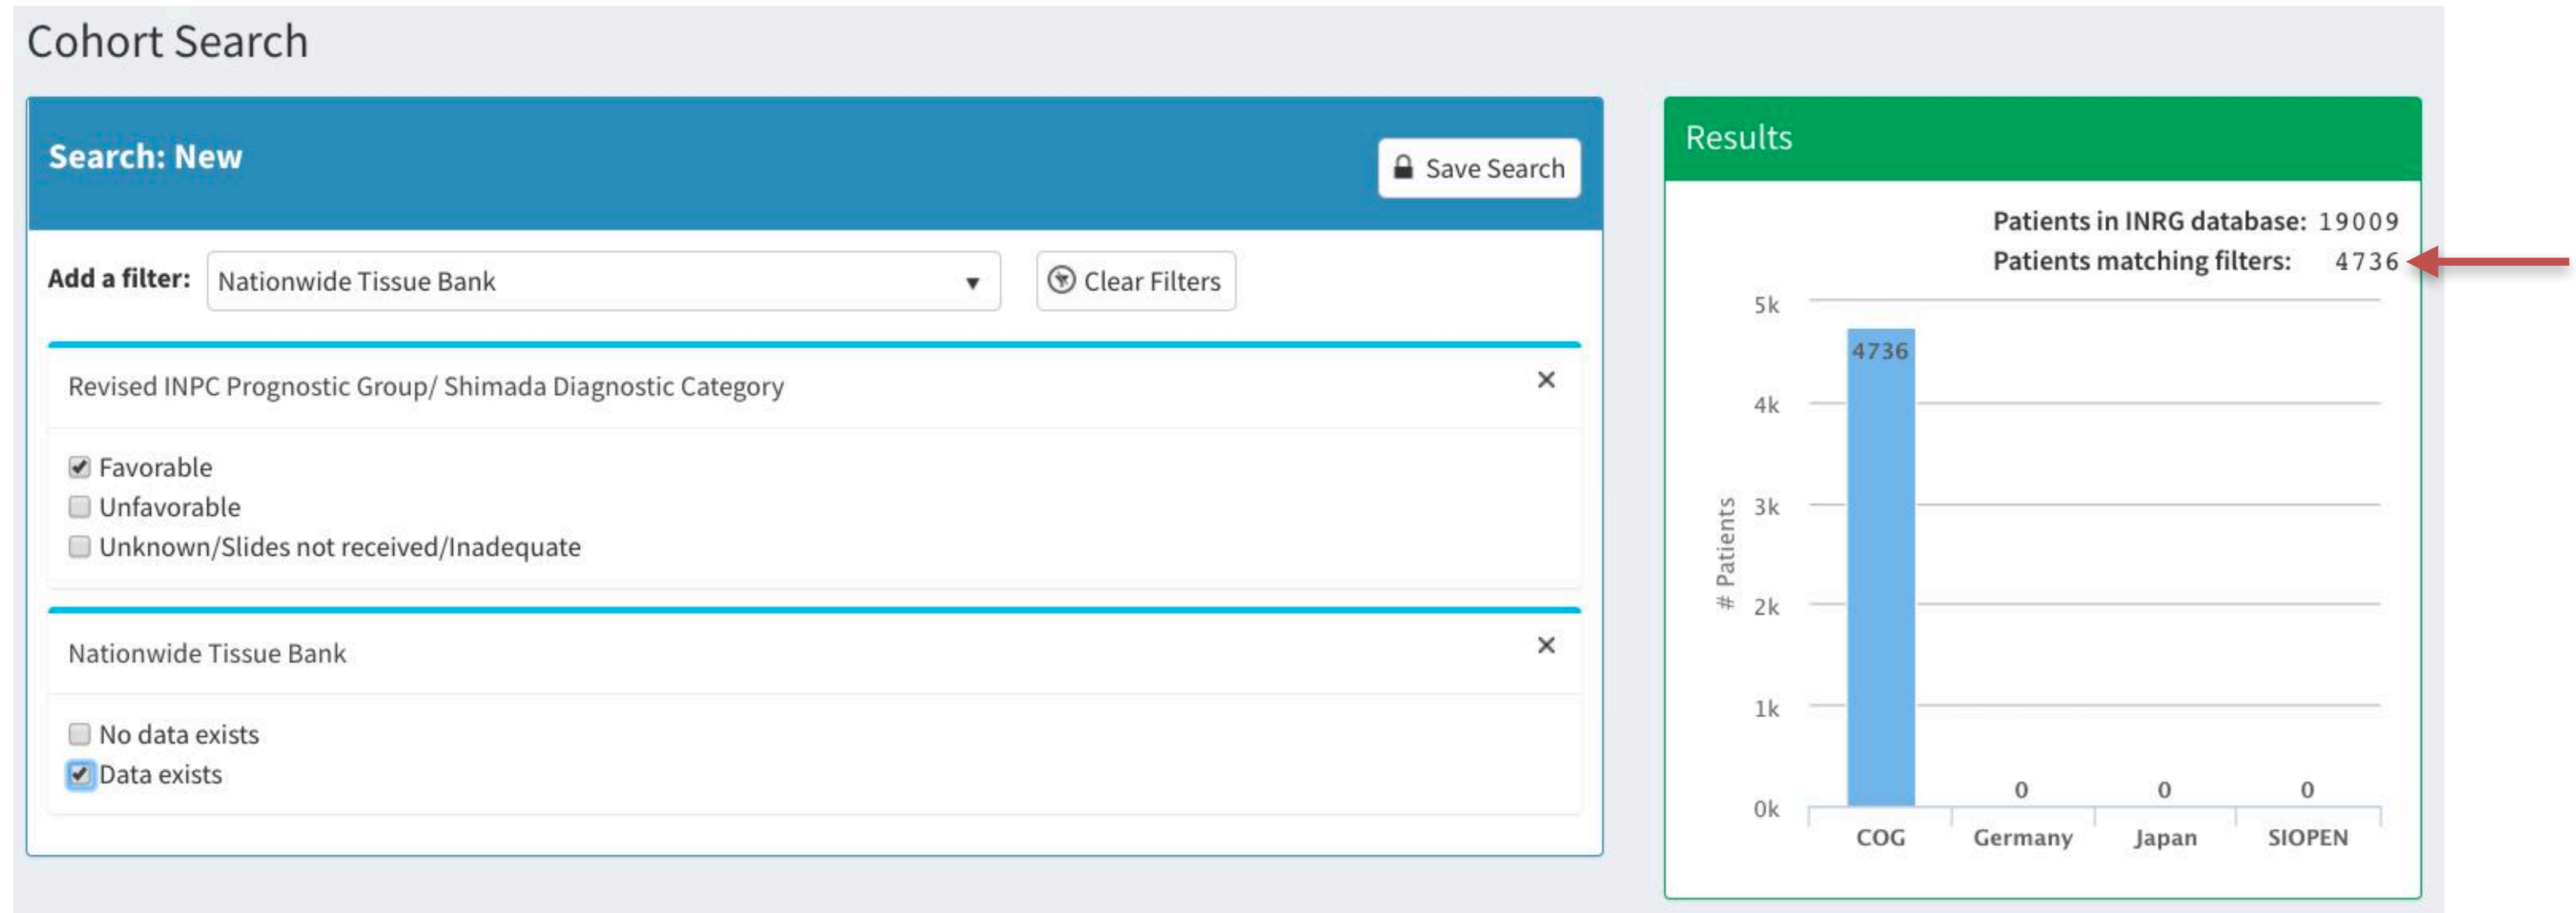 Cohort Search
Search: New
Save Search
Add a filter:
Nationwide Tissue Bank
Clear Filters
Revised INPC Prognostic Group/ Shimada Diagnostic Category
Favorable
Unfavorable
Unknown/Slides not received/Inadequate
Nationwide Tissue Bank
No data exists
Data exists
Results
Patients in INRG database: 19009
Patients matching filters: 4736
# Patients
5k
4k
3k
2k
1k
0k
4736
0
0
0
COG
Germany
Japan
SIOPEN